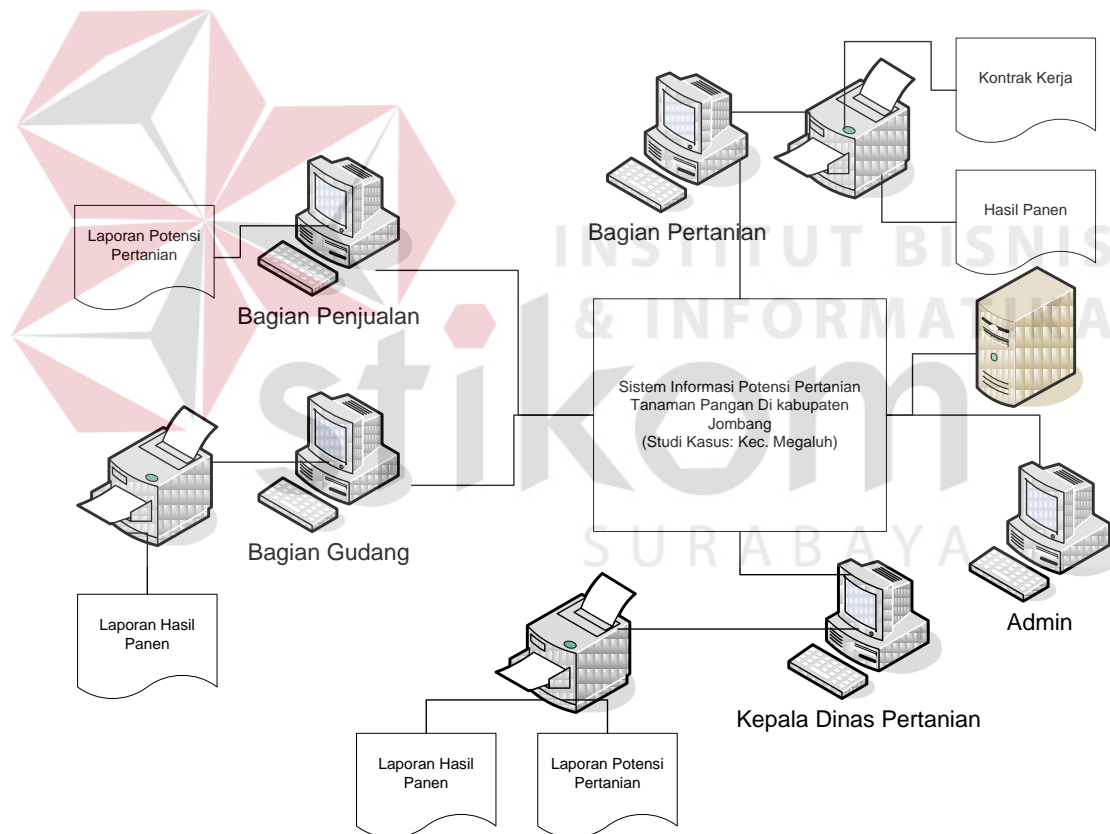 Kontrak Kerja
Hasil Panen
Bagian Pertanian
INSTITUT BISNIS
& INFORMATIKA
stikom
SURABAYA
Laporan Potensi
Pertanian
Bagian Penjualan
Sistem Informasi Potensi Pertanian
Tanaman Pangan Di kabupaten
Jombang
(Studi Kasus: Kec. Megaluh)
Bagian Gudang
Admin
Laporan Hasil
Panen
Kepala Dinas Pertanian
Laporan Hasil
Panen
Laporan Potensi
Pertanian